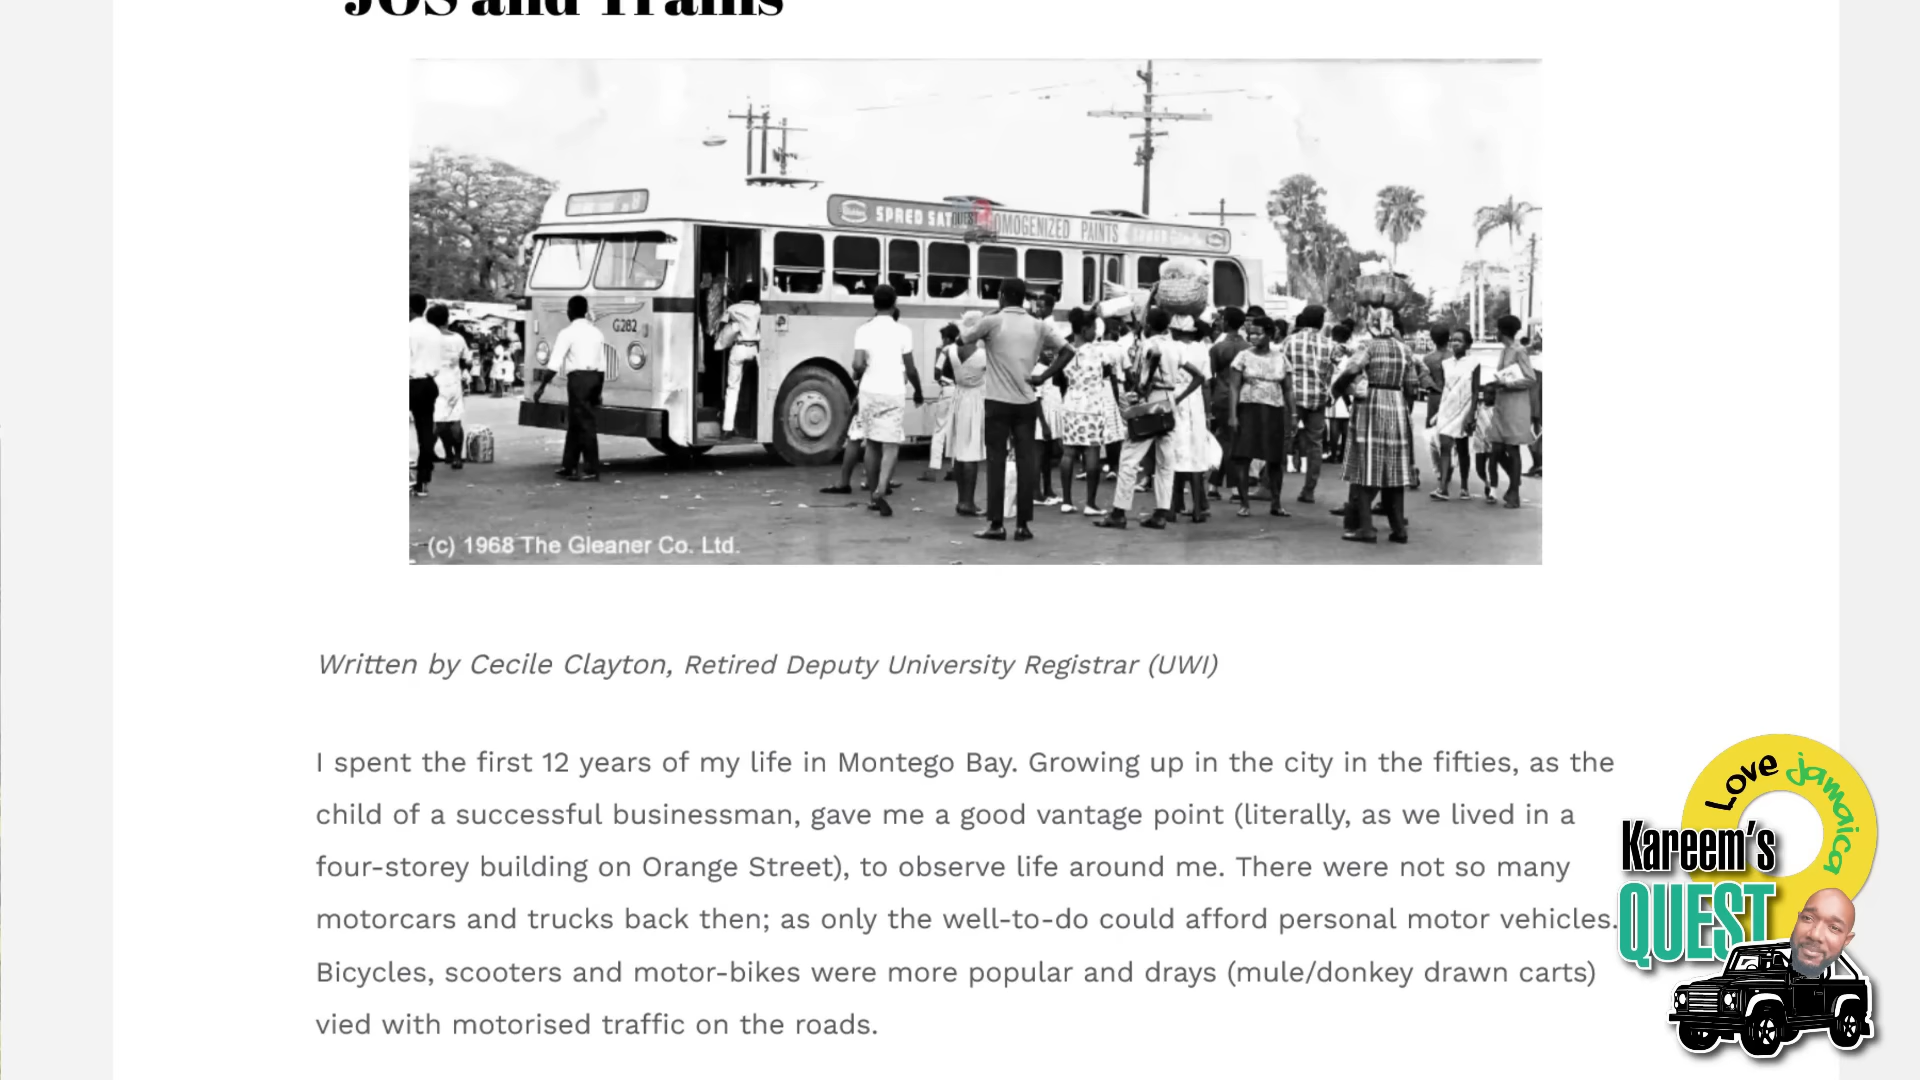 JOS and Trains
SPRED SAT
QUEST
OMOGENIZED PAINTS
G282
(c) 1968 The Gleaner Co. Ltd.
Written by Cecile Clayton, Retired Deputy University Registrar (UWI)
I spent the first 12 years of my life in Montego Bay. Growing up in the city in the fifties, as the
child of a successful businessman, gave me a good vantage point (literally, as we lived in a
four-storey building on Orange Street), to observe life around me. There were not so many
motorcars and trucks back then; as only the well-to-do could afford personal motor vehicles.
Bicycles, scooters and motor-bikes were more popular and drays (mule/donkey drawn carts)
vied with motorised traffic on the roads.
Love jamaica
Kareem's
QUEST